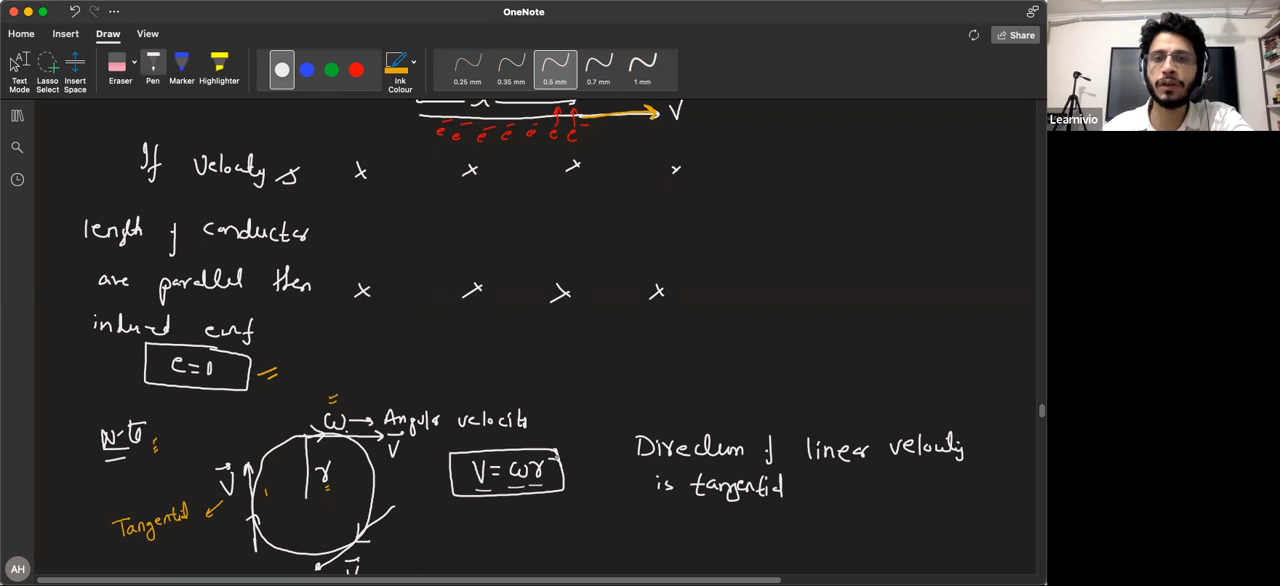 OneNote
Home Insert Draw View
Share
Text Mode
Lasso Select
Insert Space
Eraser
Pen
Marker
Highlighter
Ink Colour
0.25 mm
0.35 mm
0.5 mm
0.7 mm
1 mm
Learnivio
V
e⁻ e⁻ e⁻ e⁻ e⁻ e⁻ e⁻
If velocity &
x x x x
length of conductor
are parallel then
x x x x
induced emf
e = 0
Note :
ω → Angular velocity
V⃗
r
V⃗
V = ωr
Direction of linear velocity
is tangential
Tangential
V⃗
AH